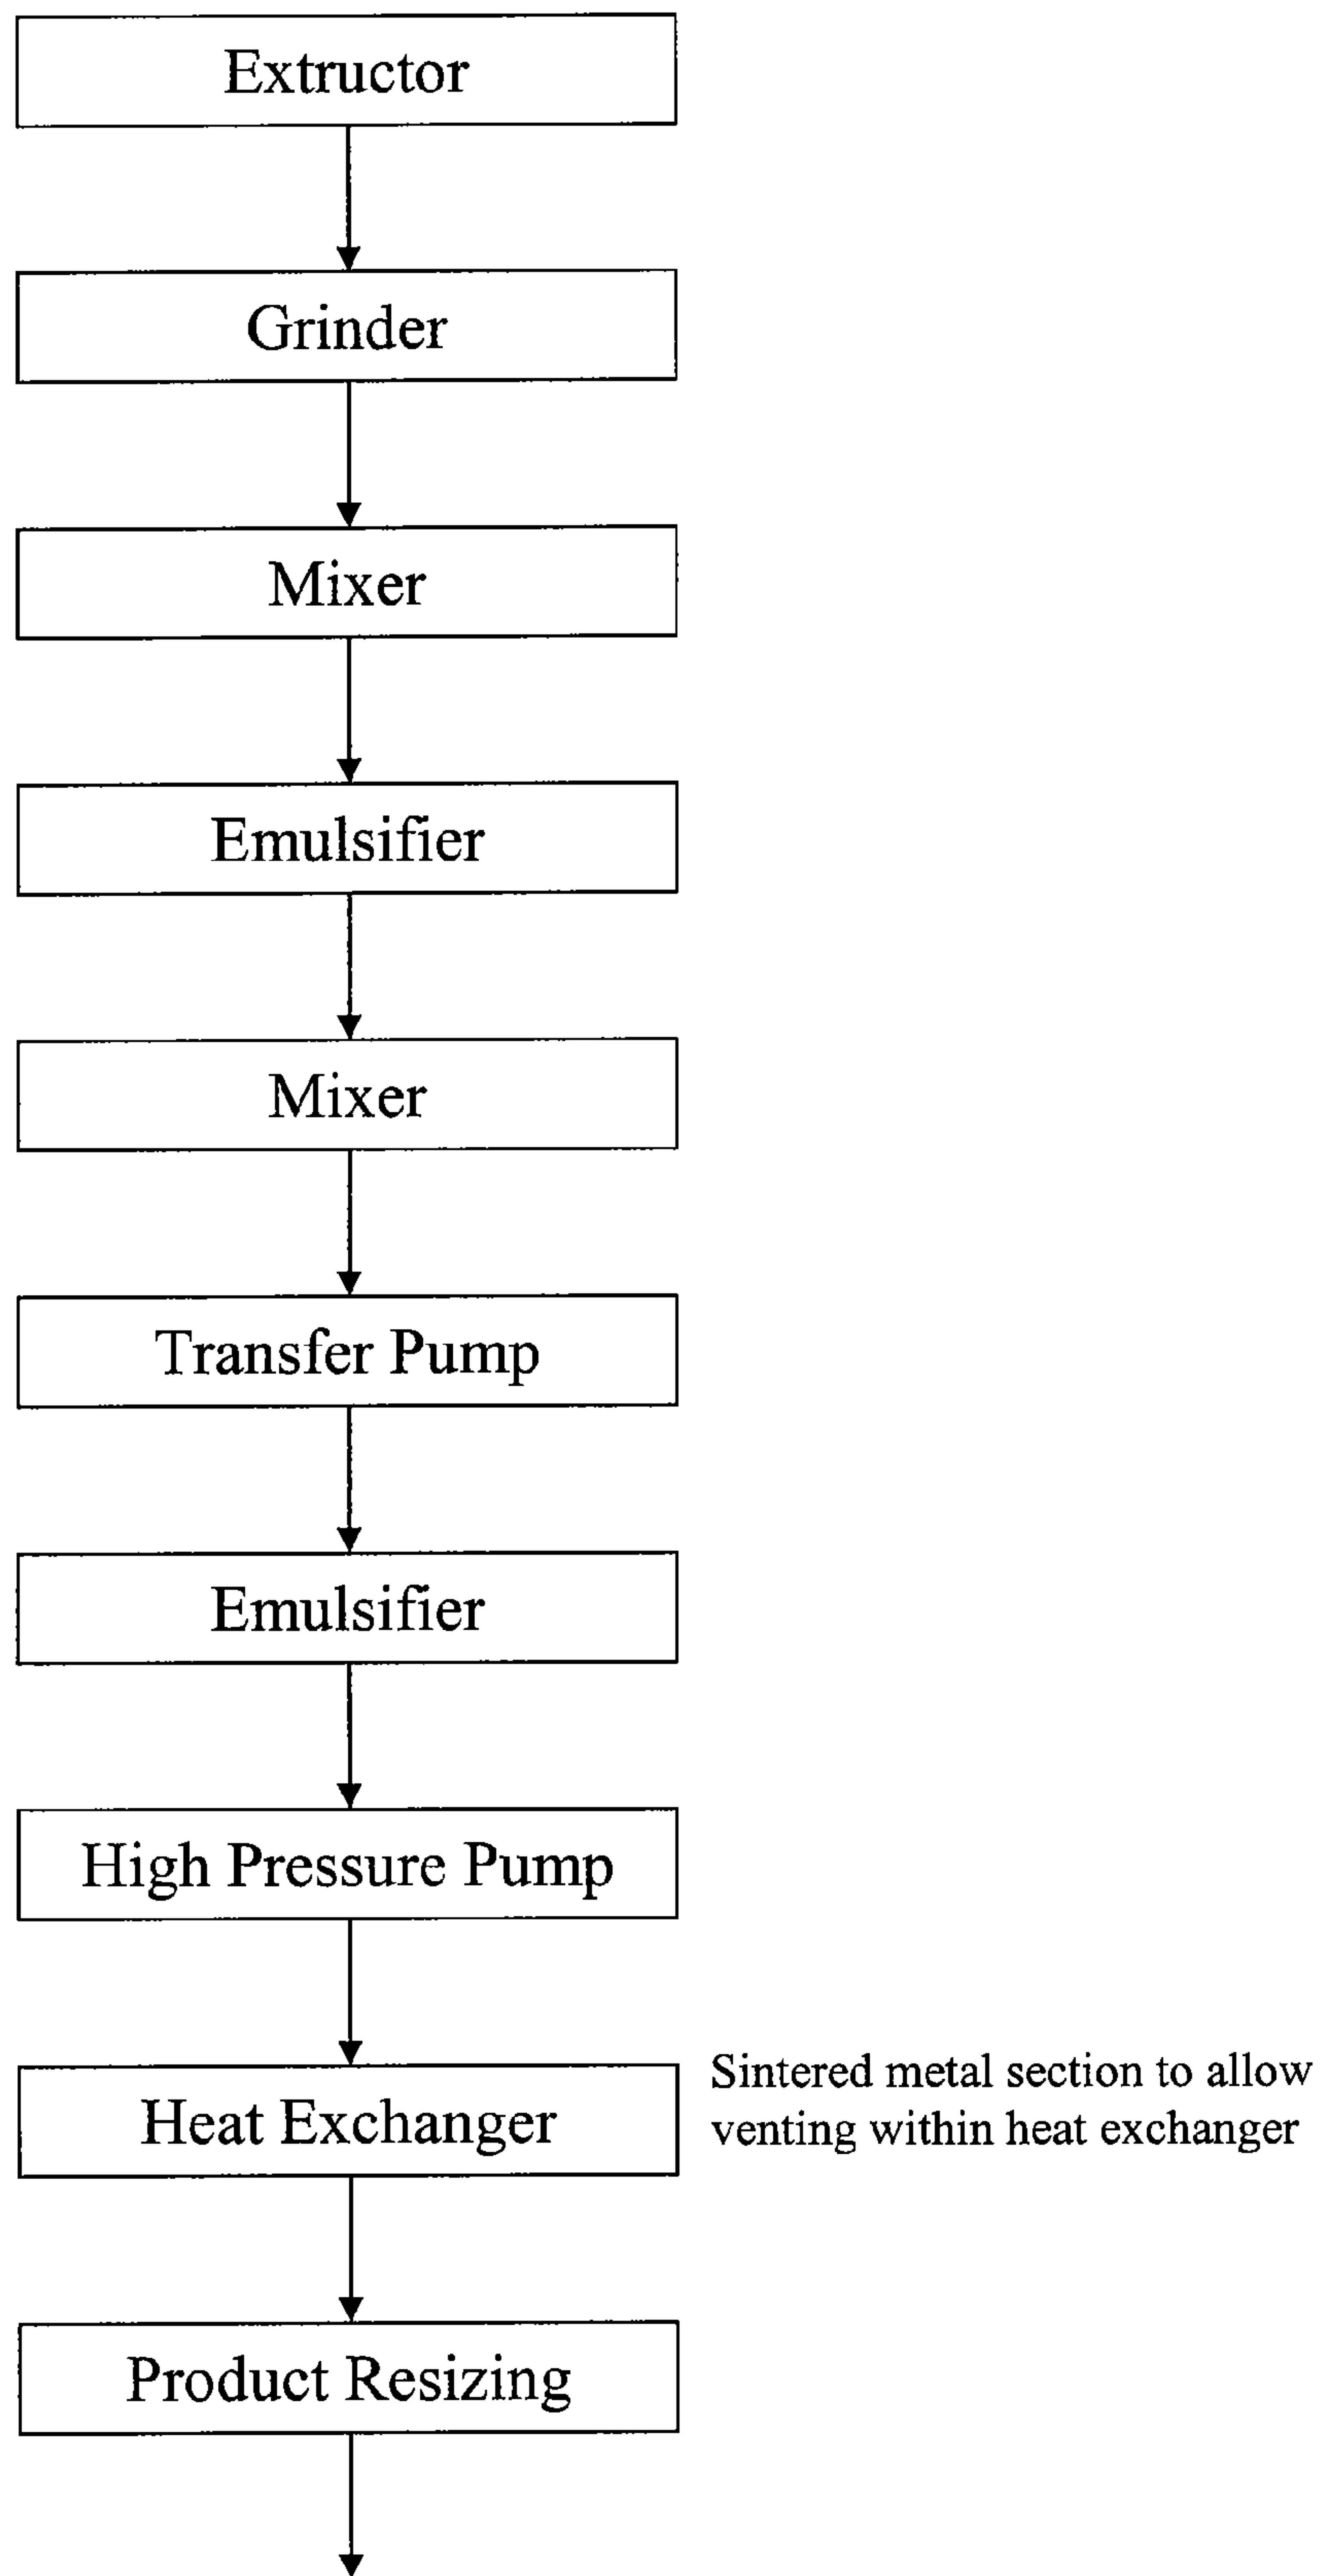 Extructor
Grinder
Mixer
Emulsifier
Mixer
Transfer Pump
Emulsifier
High Pressure Pump
Heat Exchanger
Sintered metal section to allow
venting within heat exchanger
Product Resizing